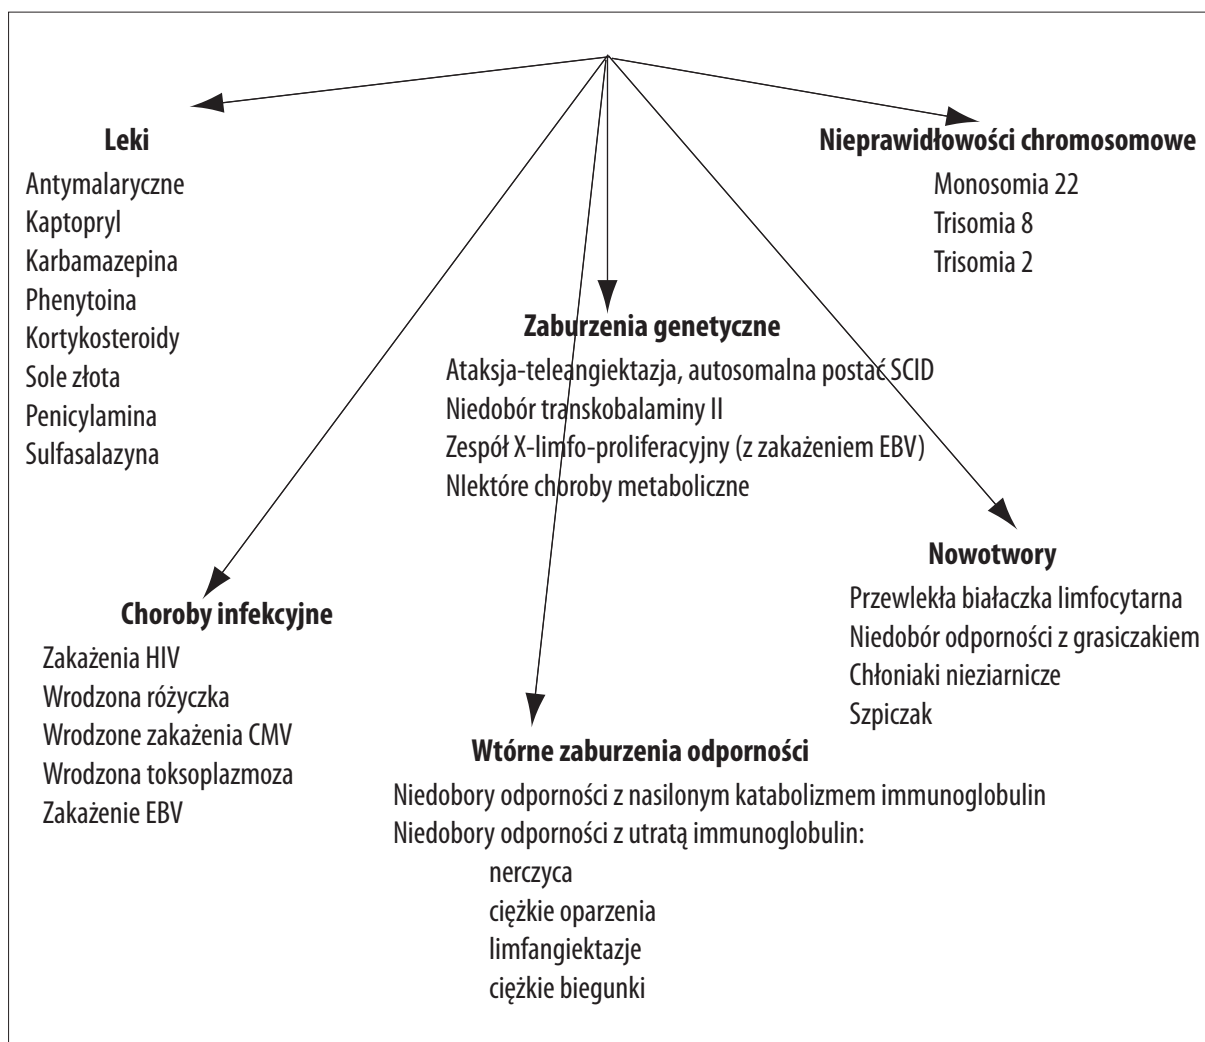 Leki
Antymalaryczne
Kaptopryl
Karbamazepina
Phenytoina
Kortykosteroidy
Sole złota
Penicylamina
Sulfasalazyna
Nieprawidłowości chromosomowe
Monosomia 22
Trisomia 8
Trisomia 2
Zaburzenia genetyczne
Ataksja-teleangiektazja, autosomalna postać SCID
Niedobór transkobalaminy II
Zespół X-limfo-proliferacyjny (z zakażeniem EBV)
NIektóre choroby metaboliczne
Nowotwory
Przewlekła białaczka limfocytarna
Niedobór odporności z grasiczakiem
Chłoniaki nieziarnicze
Szpiczak
Choroby infekcyjne
Zakażenia HIV
Wrodzona różyczka
Wrodzone zakażenia CMV
Wrodzona toksoplazmoza
Zakażenie EBV
Wtórne zaburzenia odporności
Niedobory odporności z nasilonym katabolizmem immunoglobulin
Niedobory odporności z utratą immunoglobulin:
nerczyca
ciężkie oparzenia
limfangiektazje
ciężkie biegunki